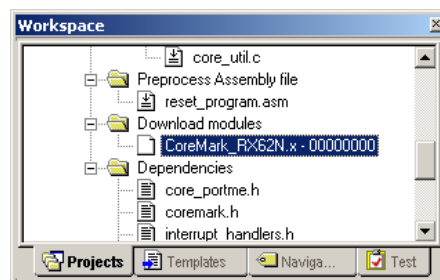 Workspace
core_util.c
Preprocess Assembly file
reset_program.asm
Download modules
CoreMark_RX62N.x - 00000000
Dependencies
core_portme.h
coremark.h
interrupt_handlers.h
Projects Templates Naviga... Test